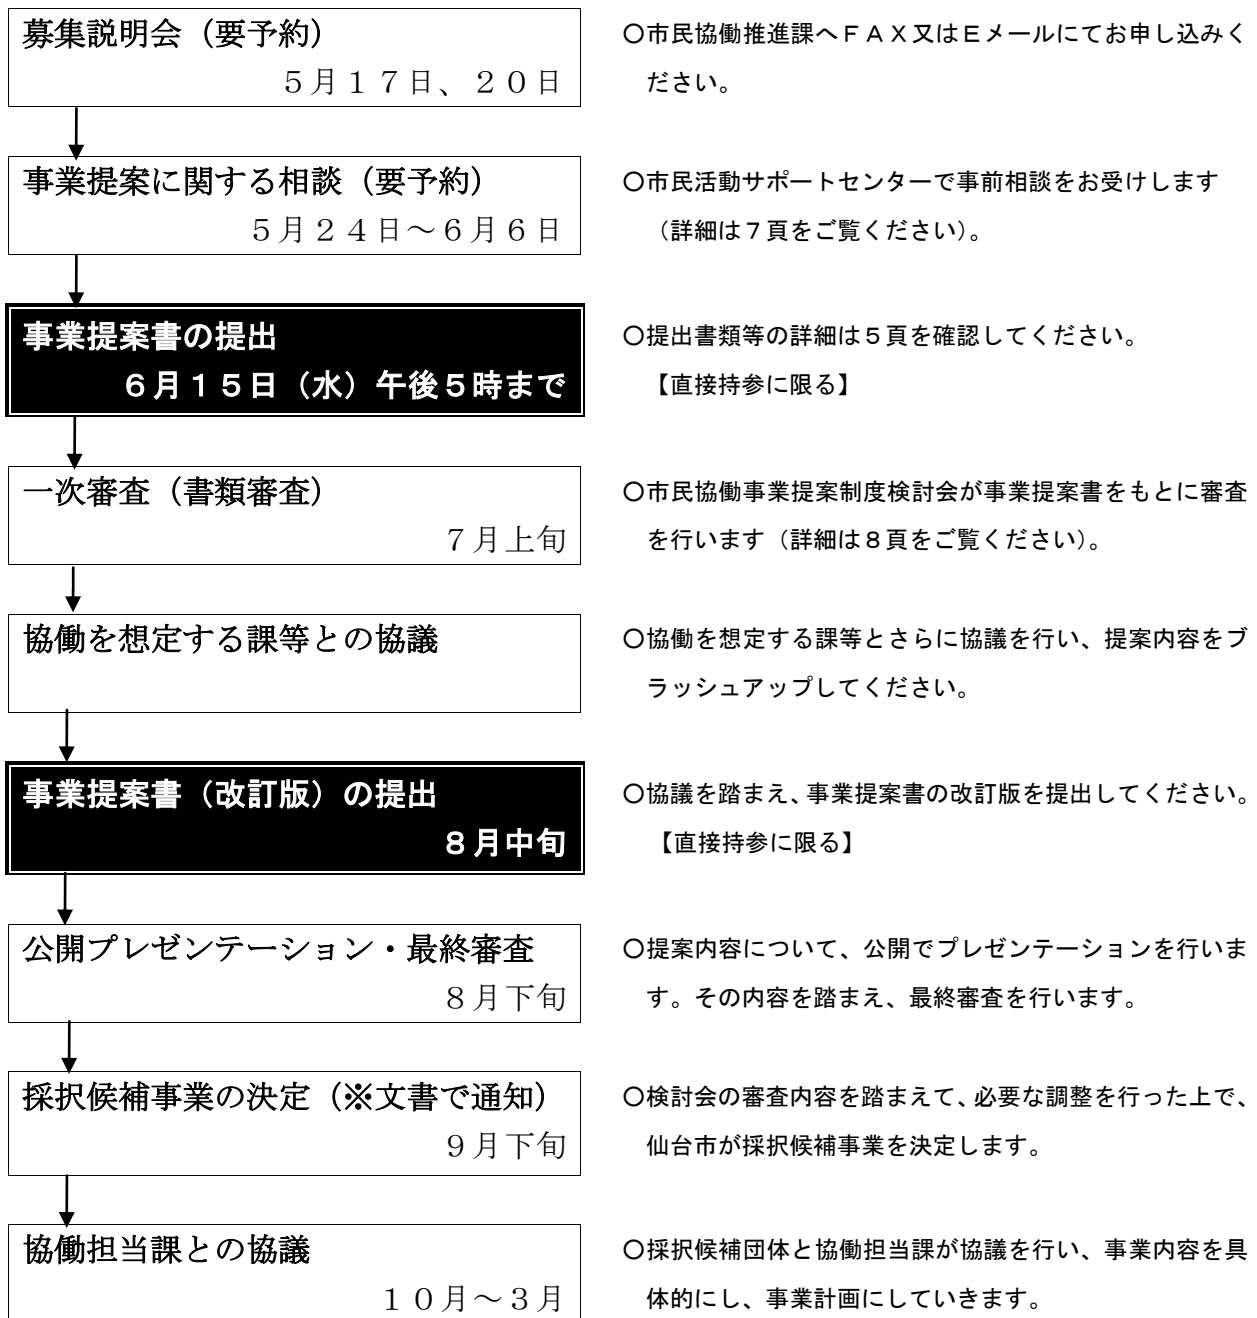 募集説明会（要予約）
５月１７日、２０日
〇市民協働推進課へＦＡＸ又はＥメールにてお申し込みく
ださい。
事業提案に関する相談（要予約）
５月２４日～６月６日
〇市民活動サポートセンターで事前相談をお受けします
（詳細は７頁をご覧ください）。
事業提案書の提出
６月１５日（水）午後５時まで
〇提出書類等の詳細は５頁を確認してください。
【直接持参に限る】
一次審査（書類審査）
７月上旬
〇市民協働事業提案制度検討会が事業提案書をもとに審査
を行います（詳細は８頁をご覧ください）。
協働を想定する課等との協議
〇協働を想定する課等とさらに協議を行い、提案内容をブ
ラッシュアップしてください。
事業提案書（改訂版）の提出
８月中旬
〇協議を踏まえ、事業提案書の改訂版を提出してください。
【直接持参に限る】
公開プレゼンテーション・最終審査
８月下旬
〇提案内容について、公開でプレゼンテーションを行いま
す。その内容を踏まえ、最終審査を行います。
採択候補事業の決定（※文書で通知）
９月下旬
〇検討会の審査内容を踏まえて、必要な調整を行った上で、
仙台市が採択候補事業を決定します。
協働担当課との協議
１０月～３月
〇採択候補団体と協働担当課が協議を行い、事業内容を具
体的にし、事業計画にしていきます。